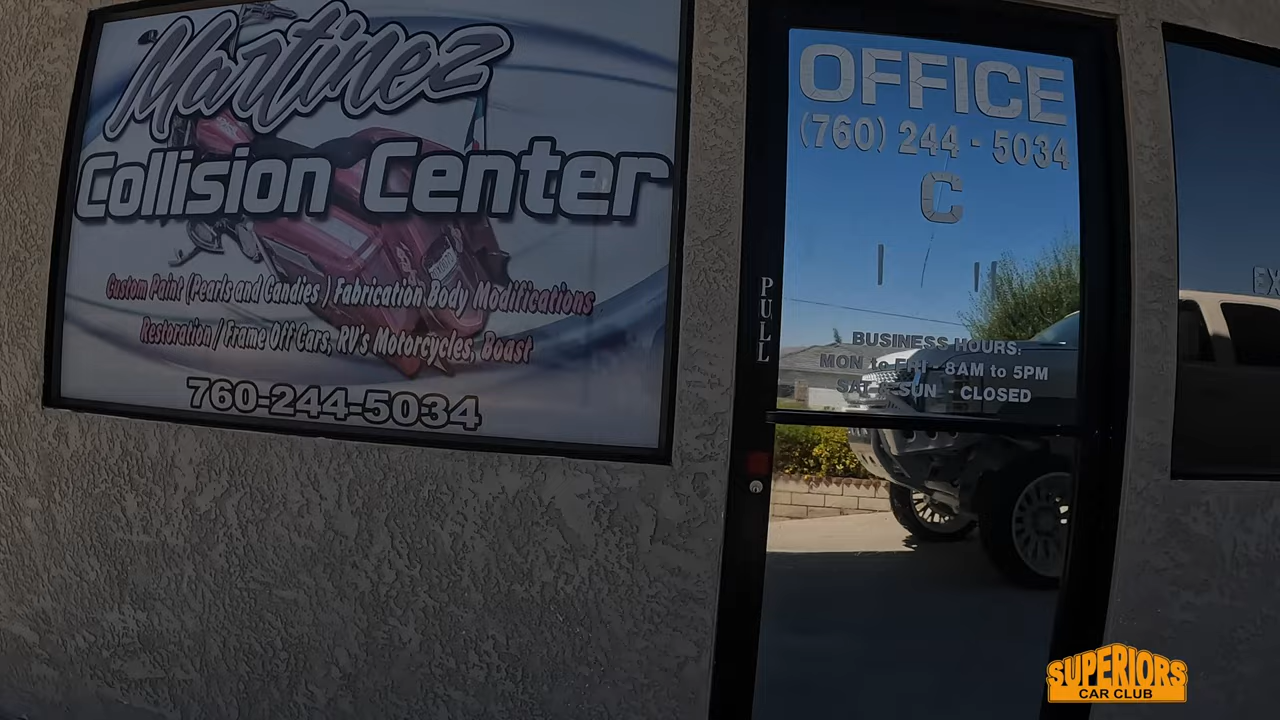 Martinez
Collision Center
Custom Paint (Pearls and Candies ) Fabrication Body Modifications
Restoration / Frame Off Cars, RV's Motorcycles, Boast
760-244-5034
OFFICE
(760) 244 - 5034
C
PULL
BUSINESS HOURS:
MON to FRI - 8AM to 5PM
SAT - SUN - CLOSED
EX
SUPERIORS
CAR CLUB